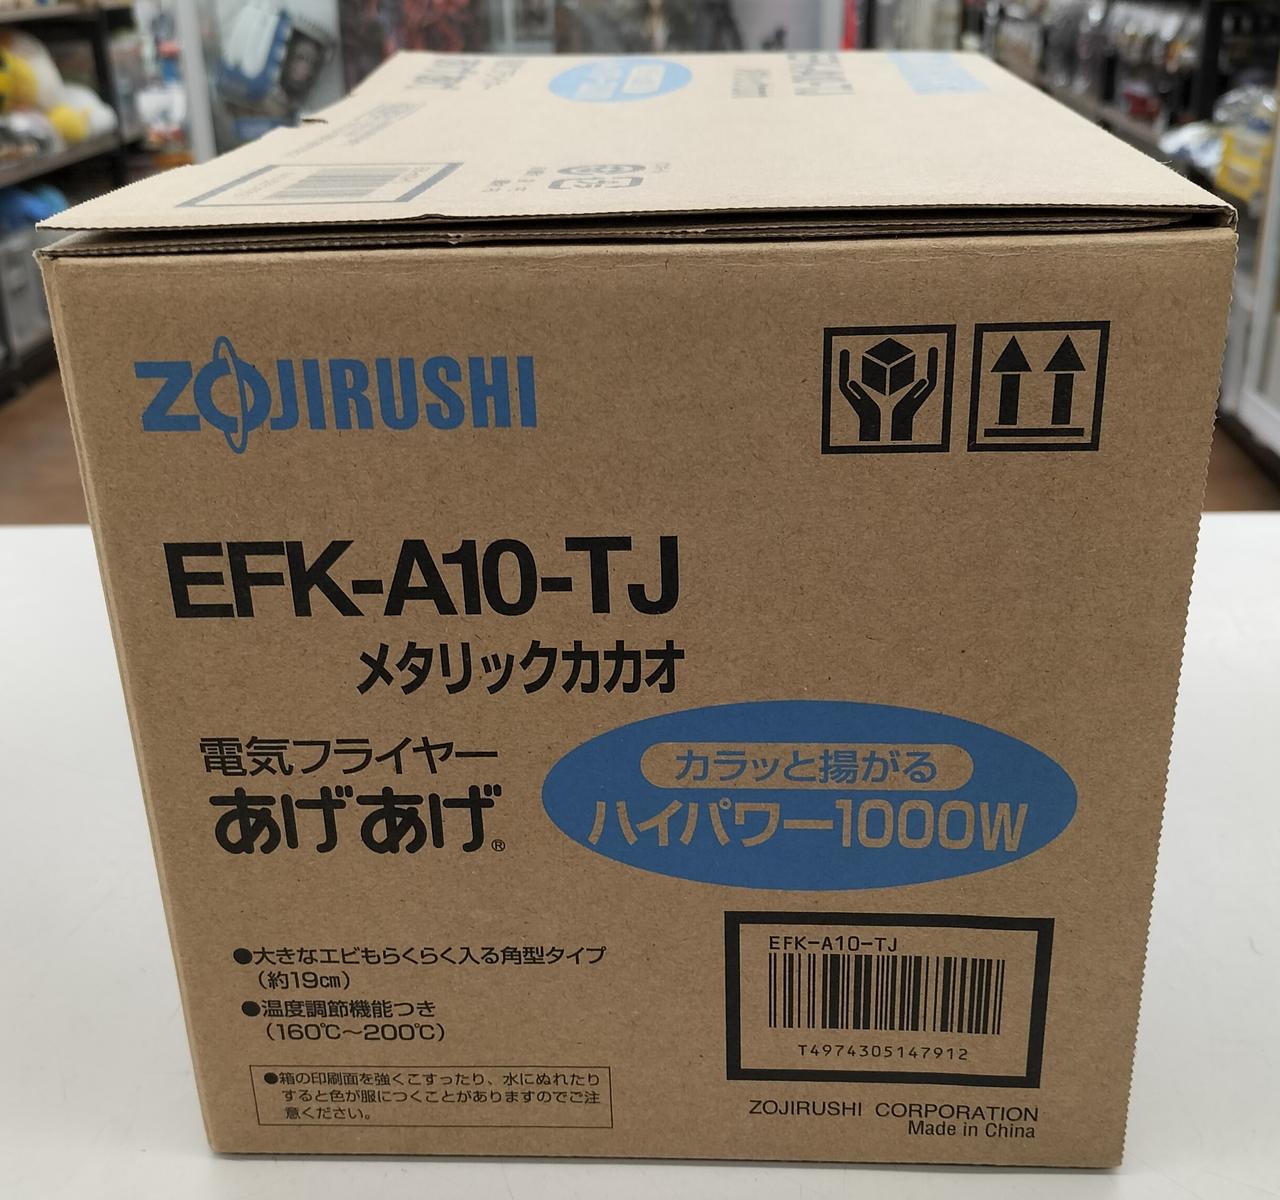 ZOJIRUSHI
EFK-A10-TJ
メタリックカカオ
電気フライヤー
あげあげ®
カラッと揚がる
ハイパワー1000W
●大きなエビもらくらく入る角型タイプ
（約19㎝）
●温度調節機能つき
（160℃～200℃）
●箱の印刷面を強くこすったり、水にぬれたり
すると色が服につくことがありますのでご注
意ください。
EFK-A10-TJ
T4974305147912
ZOJIRUSHI CORPORATION
Made in China